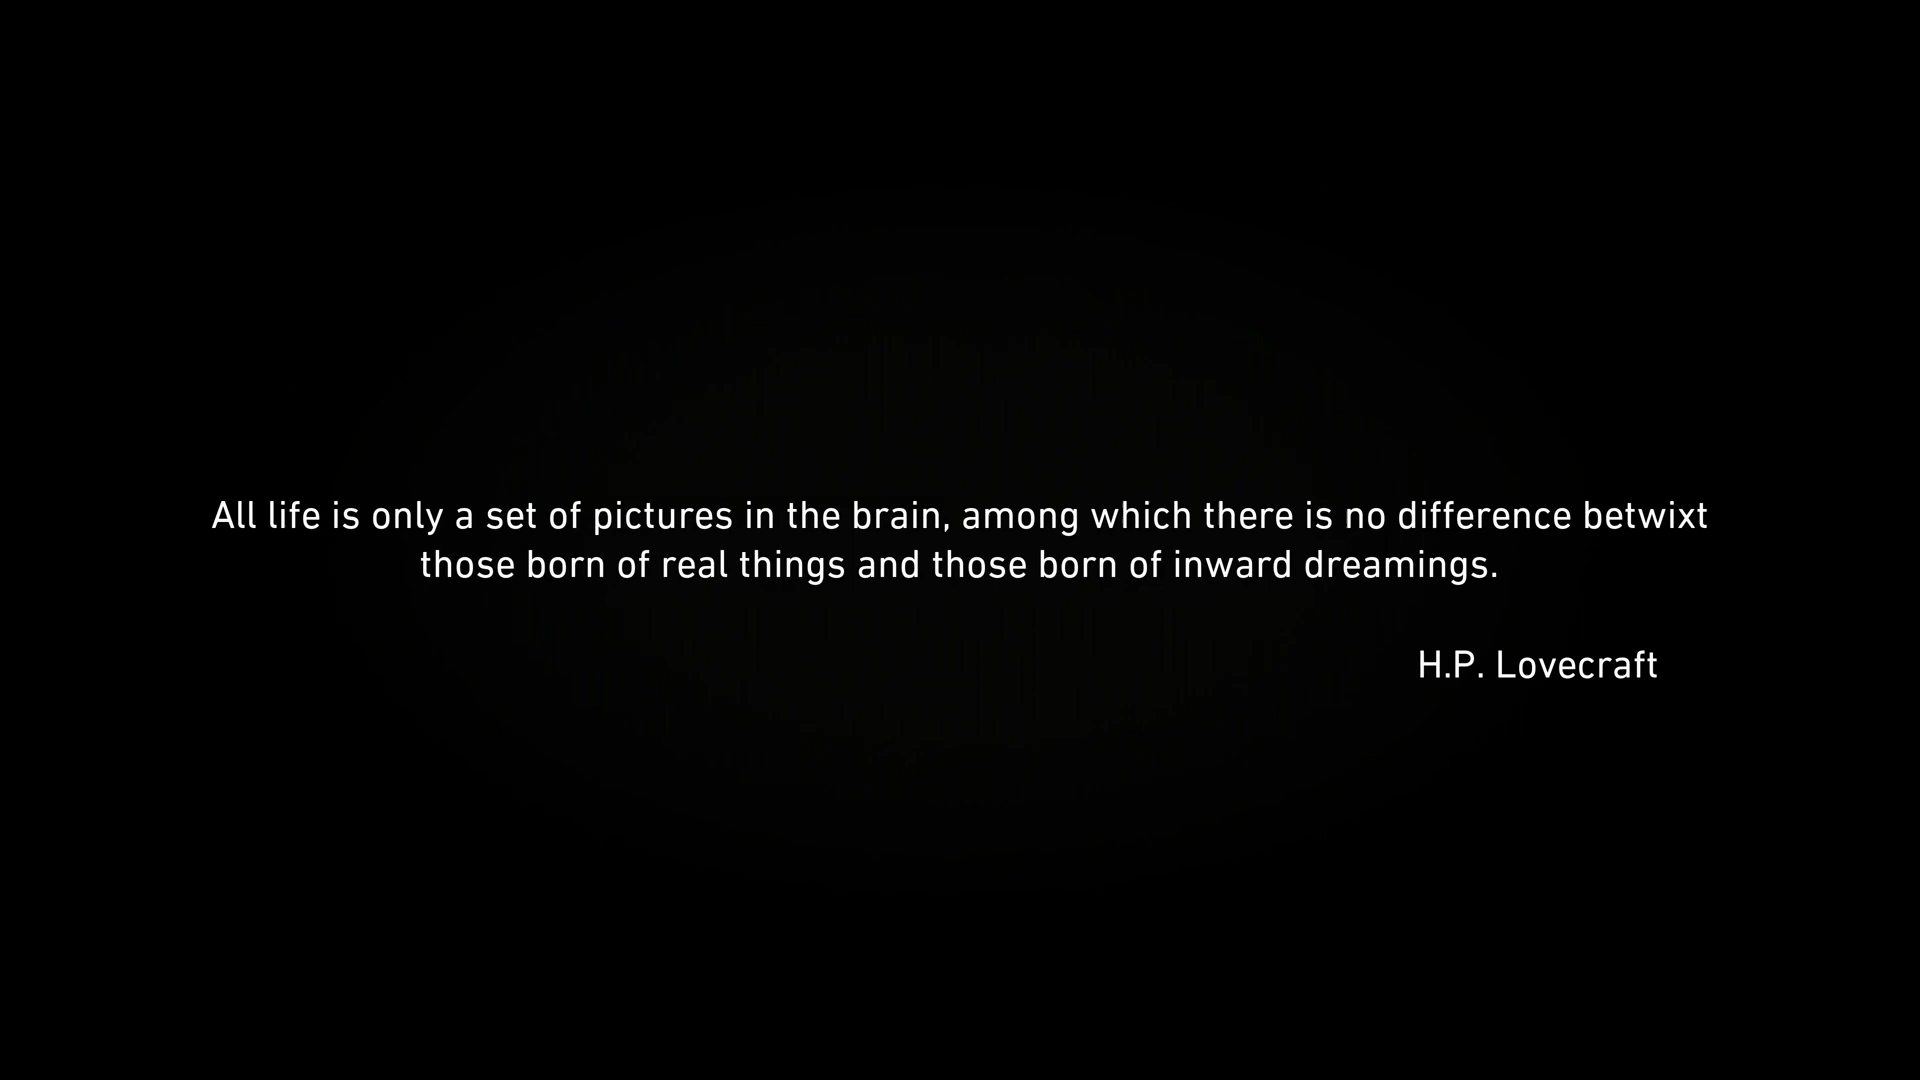 All life is only a set of pictures in the brain, among which there is no difference betwixt
those born of real things and those born of inward dreamings.
H.P. Lovecraft